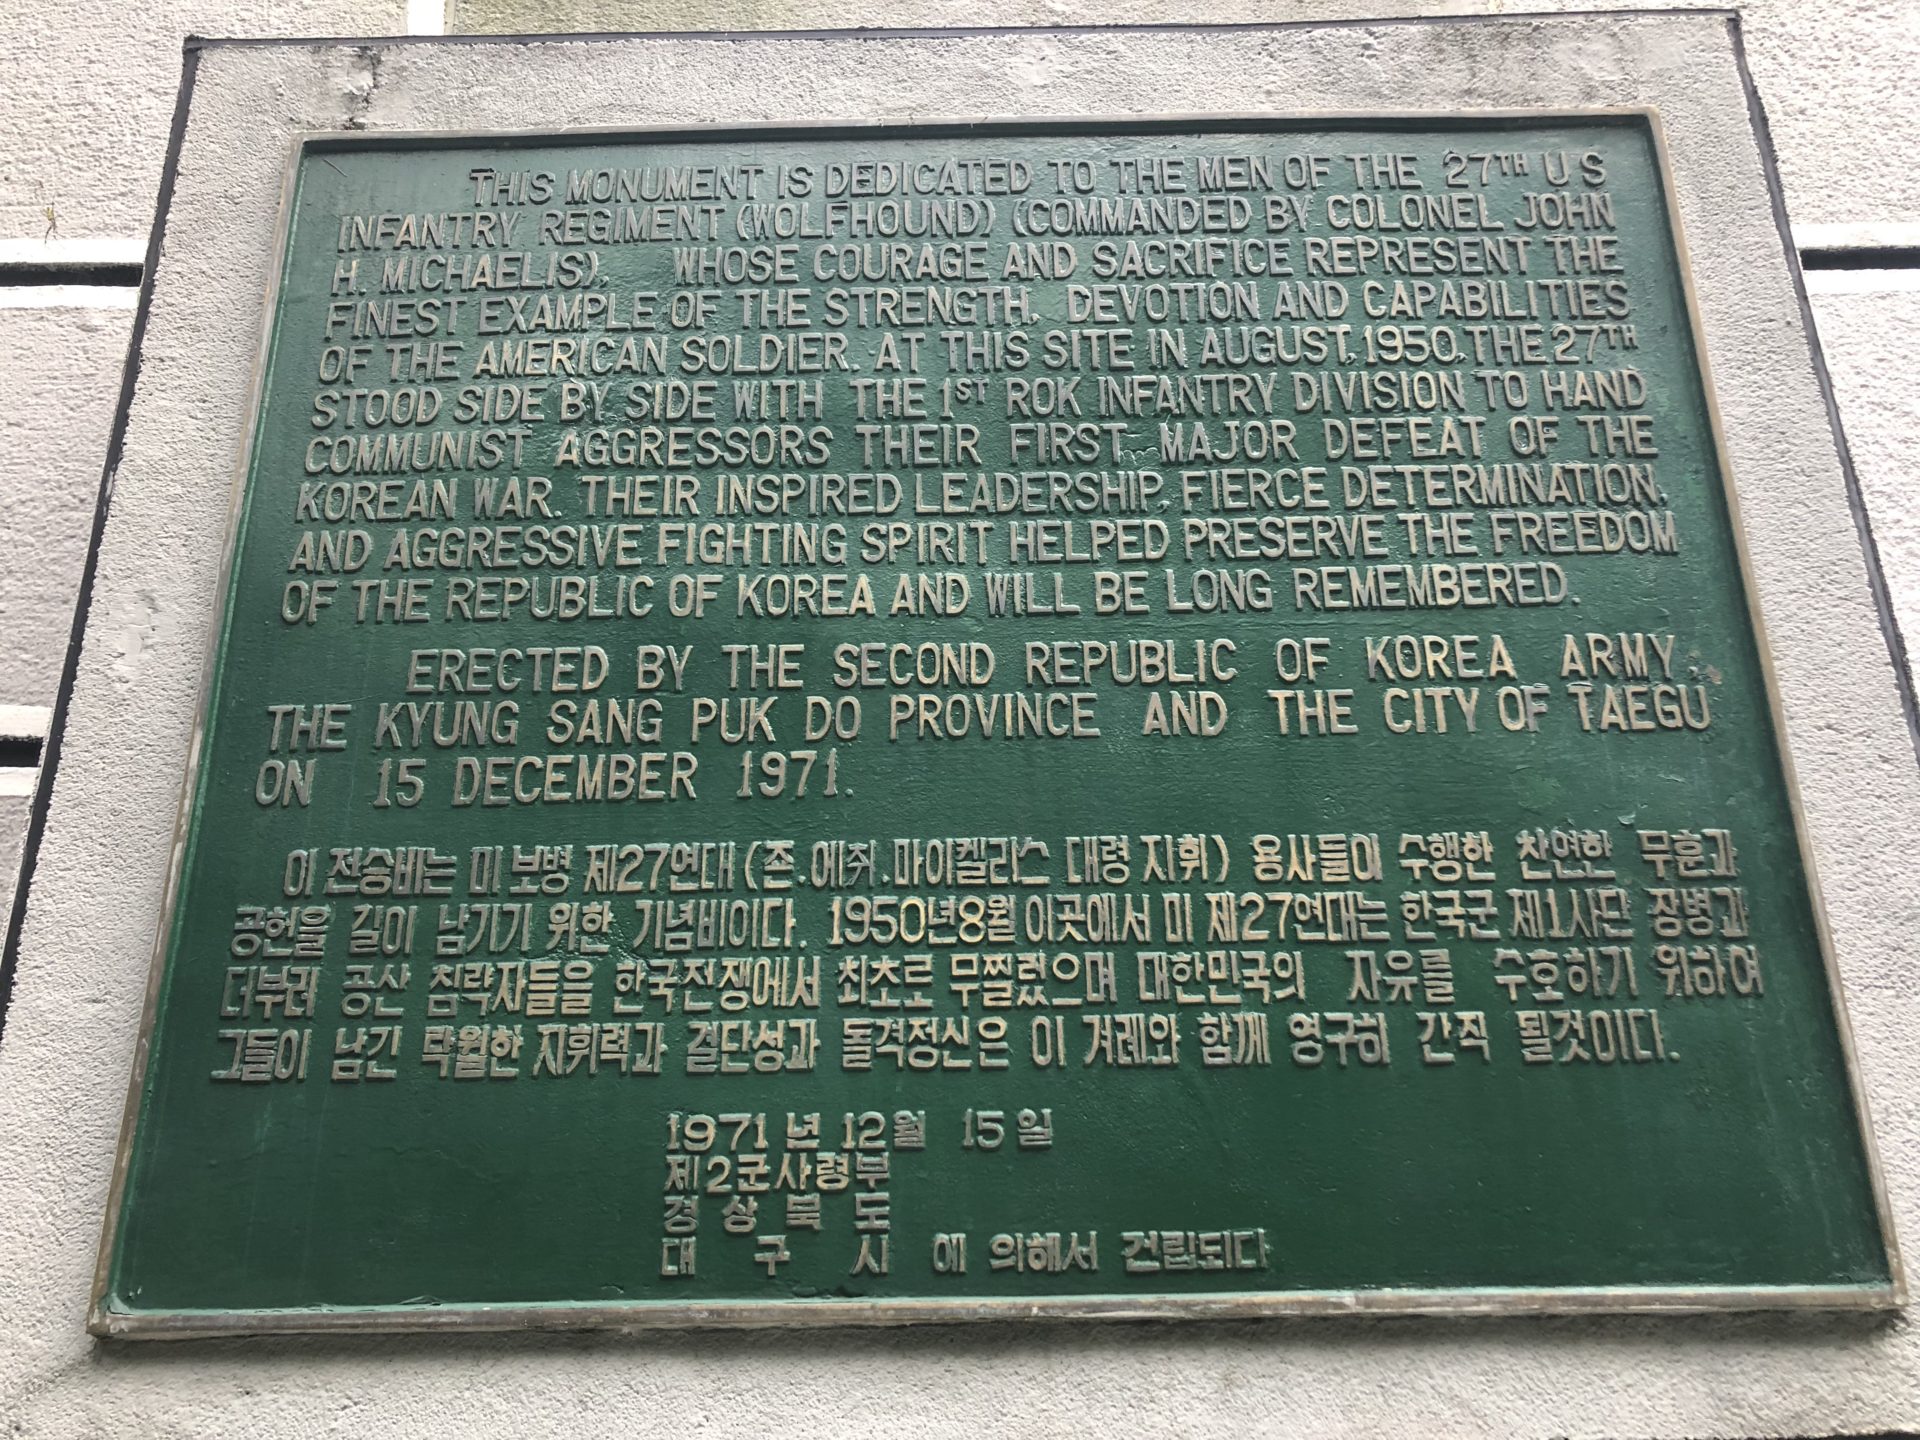 THIS MONUMENT IS DEDICATED TO THE MEN OF THE 27TH U S
INFANTRY REGIMENT (WOLFHOUND) (COMMANDED BY COLONEL JOHN
H. MICHAELIS), WHOSE COURAGE AND SACRIFICE REPRESENT THE
FINEST EXAMPLE OF THE STRENGTH, DEVOTION AND CAPABILITIES
OF THE AMERICAN SOLDIER. AT THIS SITE IN AUGUST, 1950, THE 27TH
STOOD SIDE BY SIDE WITH THE 1ST ROK INFANTRY DIVISION TO HAND
COMMUNIST AGGRESSORS THEIR FIRST MAJOR DEFEAT OF THE
KOREAN WAR. THEIR INSPIRED LEADERSHIP, FIERCE DETERMINATION,
AND AGGRESSIVE FIGHTING SPIRIT HELPED PRESERVE THE FREEDOM
OF THE REPUBLIC OF KOREA AND WILL BE LONG REMEMBERED.
ERECTED BY THE SECOND REPUBLIC OF KOREA ARMY,
THE KYUNG SANG PUK DO PROVINCE AND THE CITY OF TAEGU
ON 15 DECEMBER 1971.
이 전승비는 미 보병 제27연대 (죤.에취.마이켈리스 대령 지휘) 용사들이 수행한 찬연한 무훈과
공헌을 길이 남기기 위한 기념비이다. 1950년8월 이곳에서 미 제27연대는 한국군 제1사단 장병과
더부러 공산 침략자들을 한국전쟁에서 최초로 무찔렀으며 대한민국의 자유를 수호하기 위하여
그들이 남긴 탁월한 지휘력과 결단성과 돌격정신은 이 겨레와 함께 영구히 간직 될것이다.
1971 년 12월 15일
제2군사령부
경상북도
대구시 에 의해서 건립되다